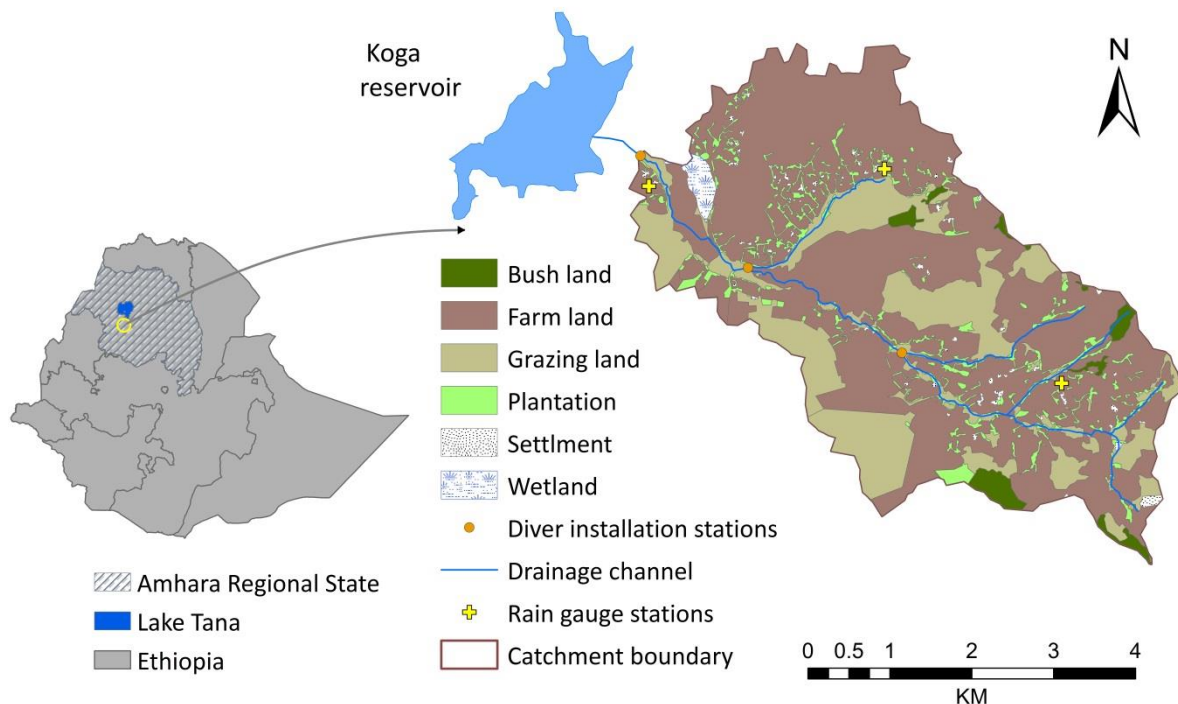 Koga
reservoir
N
Bush land
Farm land
Grazing land
Plantation
Settlment
Wetland
Diver installation stations
Drainage channel
Rain gauge stations
Catchment boundary
Amhara Regional State
Lake Tana
Ethiopia
0 0.5 1 2 3 4
KM